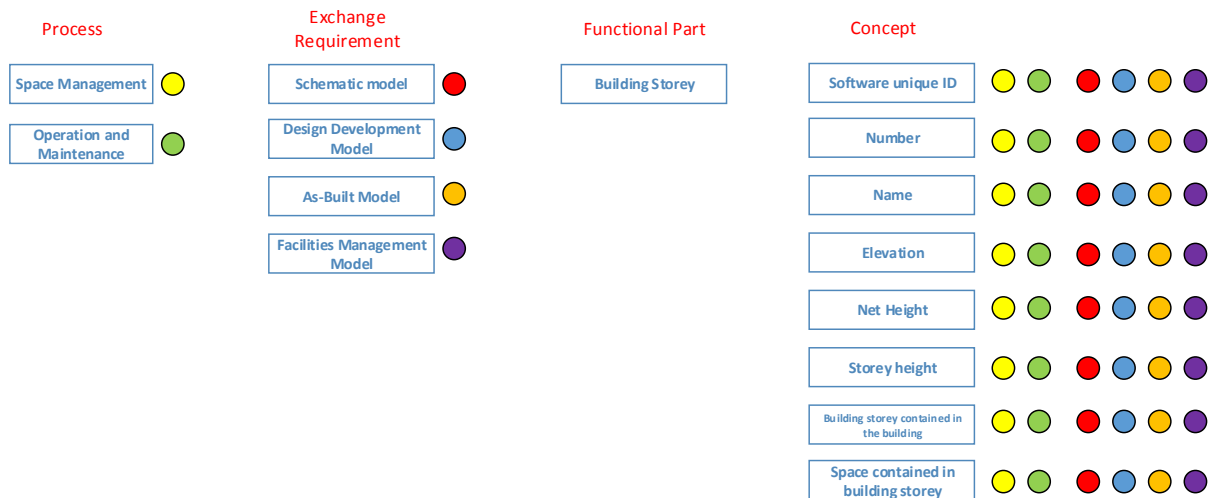 Process
Exchange
Requirement
Functional Part
Concept
Space Management
Operation and
Maintenance
Schematic model
Design Development
Model
As-Built Model
Facilities Management
Model
Building Storey
Software unique ID
Number
Name
Elevation
Net Height
Storey height
Building storey contained in
the building
Space contained in
building storey